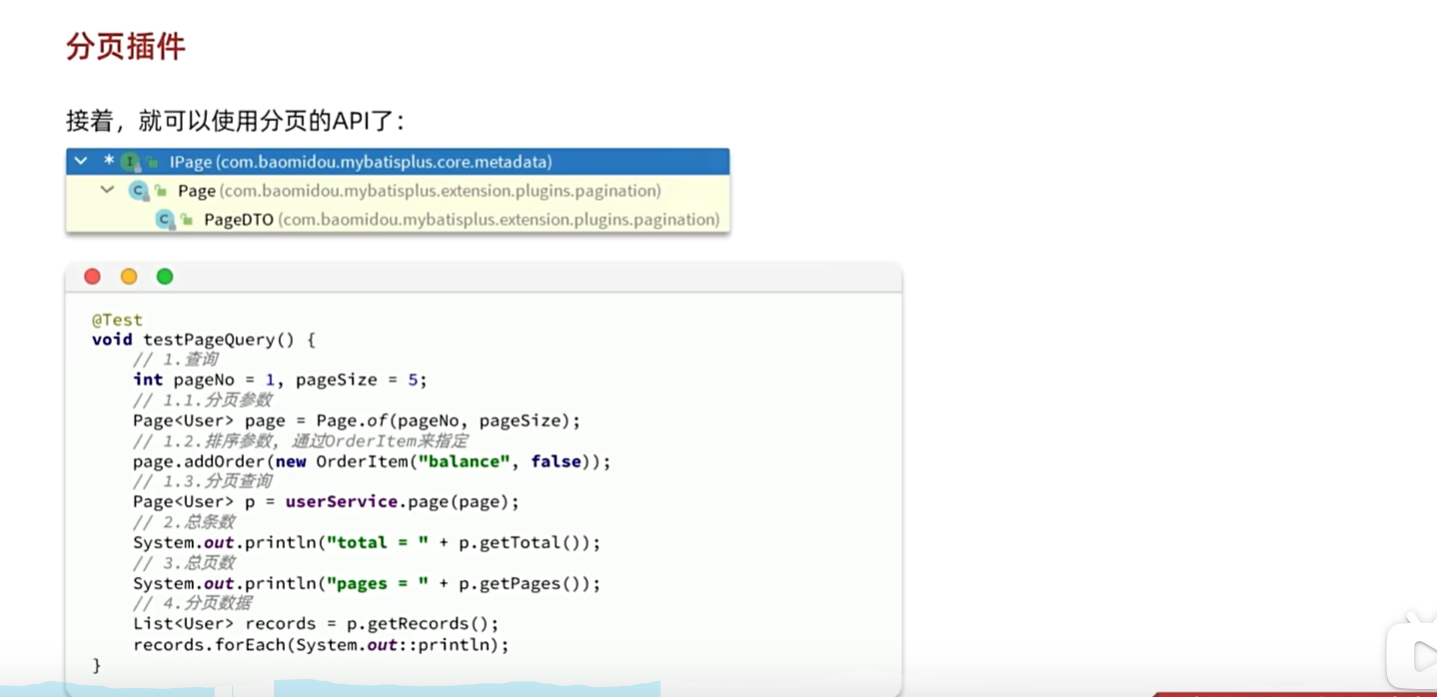 分页插件
接着，就可以使用分页的API了：
* I IPage (com.baomidou.mybatisplus.core.metadata)
C Page (com.baomidou.mybatisplus.extension.plugins.pagination)
C PageDTO (com.baomidou.mybatisplus.extension.plugins.pagination)
@Test
void testPageQuery() {
// 1.查询
int pageNo = 1, pageSize = 5;
// 1.1.分页参数
Page<User> page = Page.of(pageNo, pageSize);
// 1.2.排序参数, 通过OrderItem来指定
page.addOrder(new OrderItem("balance", false));
// 1.3.分页查询
Page<User> p = userService.page(page);
// 2.总条数
System.out.println("total = " + p.getTotal());
// 3.总页数
System.out.println("pages = " + p.getPages());
// 4.分页数据
List<User> records = p.getRecords();
records.forEach(System.out::println);
}